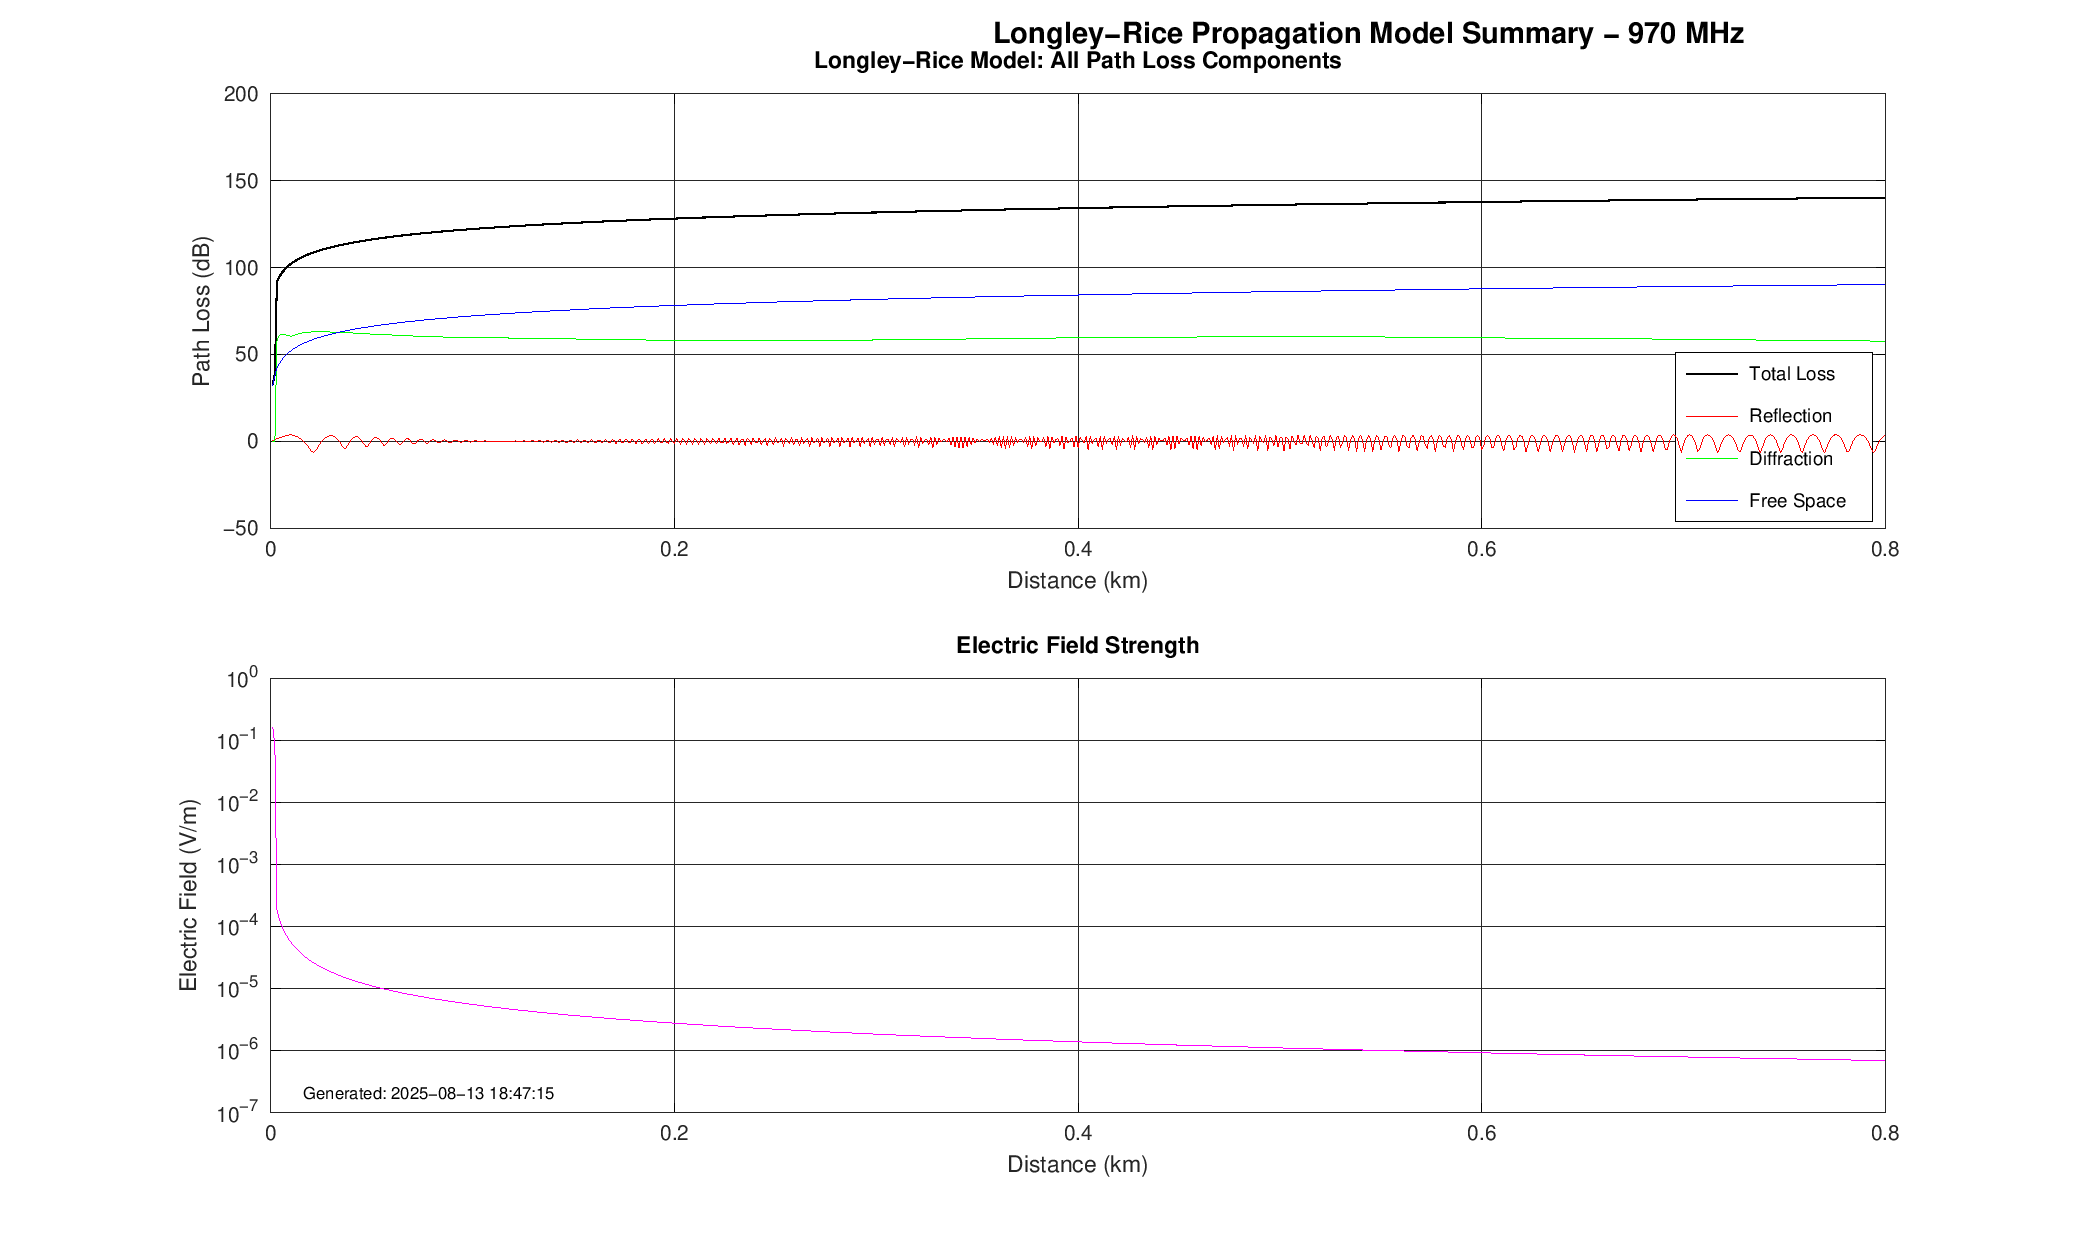 Longley−Rice Propagation Model Summary − 970 MHz
Longley−Rice Model: All Path Loss Components
200
150
100
50
0
−50
Path Loss (dB)
Total Loss
Reflection
Diffraction
Free Space
0 0.2 0.4 0.6 0.8
Distance (km)
Electric Field Strength
10^0
10^−1
10^−2
10^−3
10^−4
10^−5
10^−6
10^−7
Electric Field (V/m)
Generated: 2025−08−13 18:47:15
0 0.2 0.4 0.6 0.8
Distance (km)